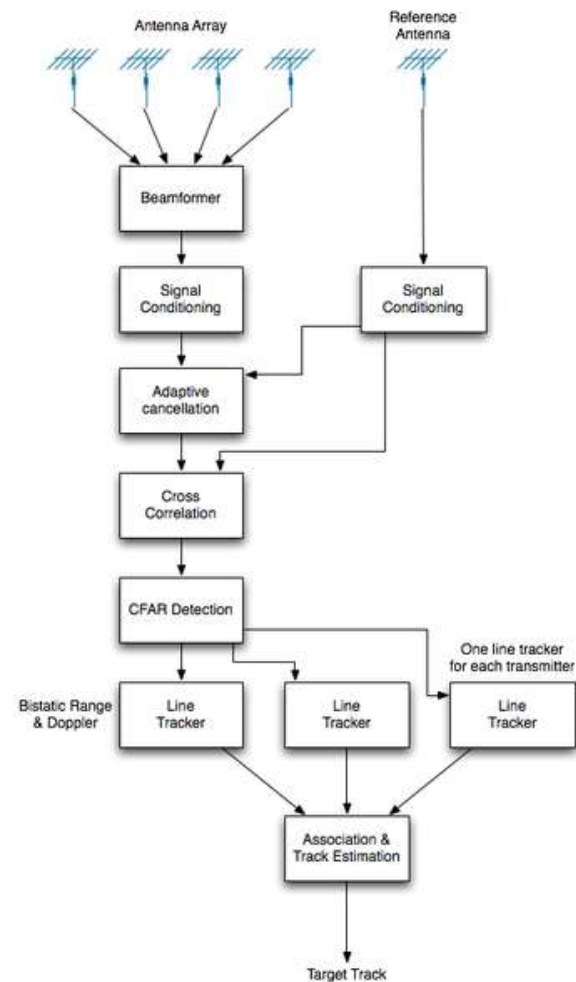 Antenna Array
Reference
Antenna
Beamformer
Signal
Conditioning
Signal
Conditioning
Adaptive
cancellation
Cross
Correlation
CFAR Detection
One line tracker
for each transmitter
Bistatic Range
& Doppler
Line
Tracker
Line
Tracker
Line
Tracker
Association &
Track Estimation
Target Track